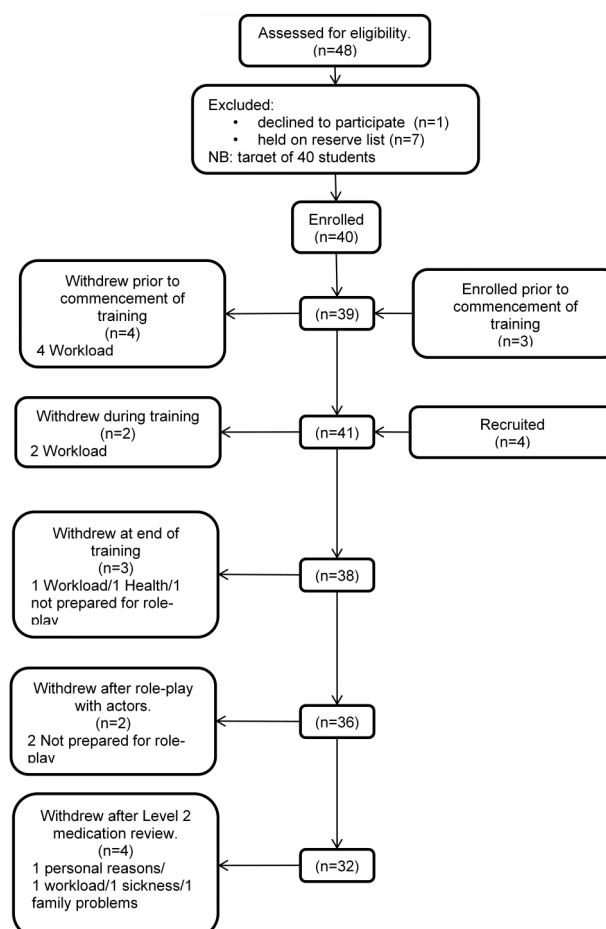 Assessed for eligibility.
(n=48)
Excluded:
• declined to participate (n=1)
• held on reserve list (n=7)
NB: target of 40 students
Enrolled
(n=40)
Withdrew prior to
commencement of
training
(n=4)
4 Workload
(n=39)
Enrolled prior to
commencement of
training
(n=3)
Withdrew during training
(n=2)
2 Workload
(n=41)
Recruited
(n=4)
Withdrew at end of
training
(n=3)
1 Workload/1 Health/1
not prepared for role-
play
(n=38)
Withdrew after role-play
with actors.
(n=2)
2 Not prepared for role-
play
(n=36)
Withdrew after Level 2
medication review.
(n=4)
1 personal reasons/
1 workload/1 sickness/1
family problems
(n=32)